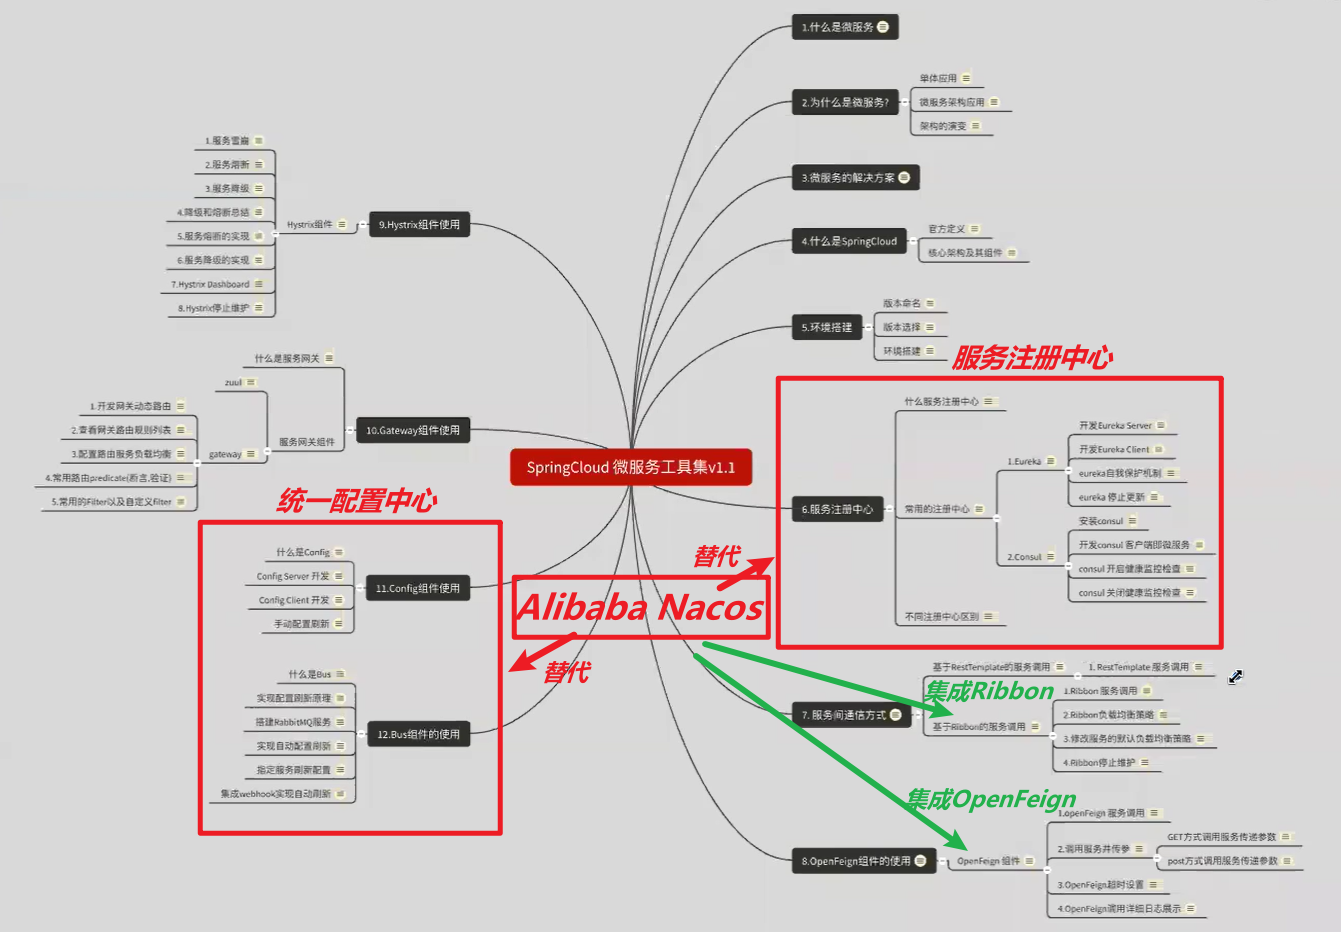 SpringCloud 微服务工具集v1.1
1.什么是微服务
2.为什么是微服务?
单体应用
微服务架构应用
架构的演变
3.微服务的解决方案
4.什么是SpringCloud
官方定义
核心架构及其组件
5.环境搭建
版本命名
版本选择
环境搭建
服务注册中心
6.服务注册中心
什么服务注册中心
常用的注册中心
1.Eureka
开发Eureka Server
开发Eureka Client
eureka自我保护机制
eureka 停止更新
2.Consul
安装consul
开发consul 客户端即微服务
consul 开启健康监控检查
consul 关闭健康监控检查
不同注册中心区别
7. 服务间通信方式
基于RestTemplate的服务调用
1. RestTemplate 服务调用
集成Ribbon
基于Ribbon的服务调用
1.Ribbon 服务调用
2.Ribbon负载均衡策略
3.修改服务的默认负载均衡策略
4.Ribbon停止维护
集成OpenFeign
8.OpenFeign组件的使用
OpenFeign 组件
1.openFeign 服务调用
2.调用服务并传参
GET方式调用服务传递参数
post方式调用服务传递参数
3.OpenFeign超时设置
4.OpenFeign调用详细日志展示
9.Hystrix组件使用
Hystrix组件
1.服务雪崩
2.服务熔断
3.服务降级
4.降级和熔断总结
5.服务熔断的实现
6.服务降级的实现
7.Hystrix Dashboard
8.Hystrix停止维护
10.Gateway组件使用
什么是服务网关
服务网关组件
zuul
gateway
1.开发网关动态路由
2.查看网关路由规则列表
3.配置路由服务负载均衡
4.常用路由predicate(断言,验证)
5.常用的Filter以及自定义filter
统一配置中心
11.Config组件使用
什么是Config
Config Server 开发
Config Client 开发
手动配置刷新
12.Bus组件的使用
什么是Bus
实现配置刷新原理
搭建RabbitMQ服务
实现自动配置刷新
指定服务刷新配置
集成webhook实现自动刷新
替代
Alibaba Nacos
替代